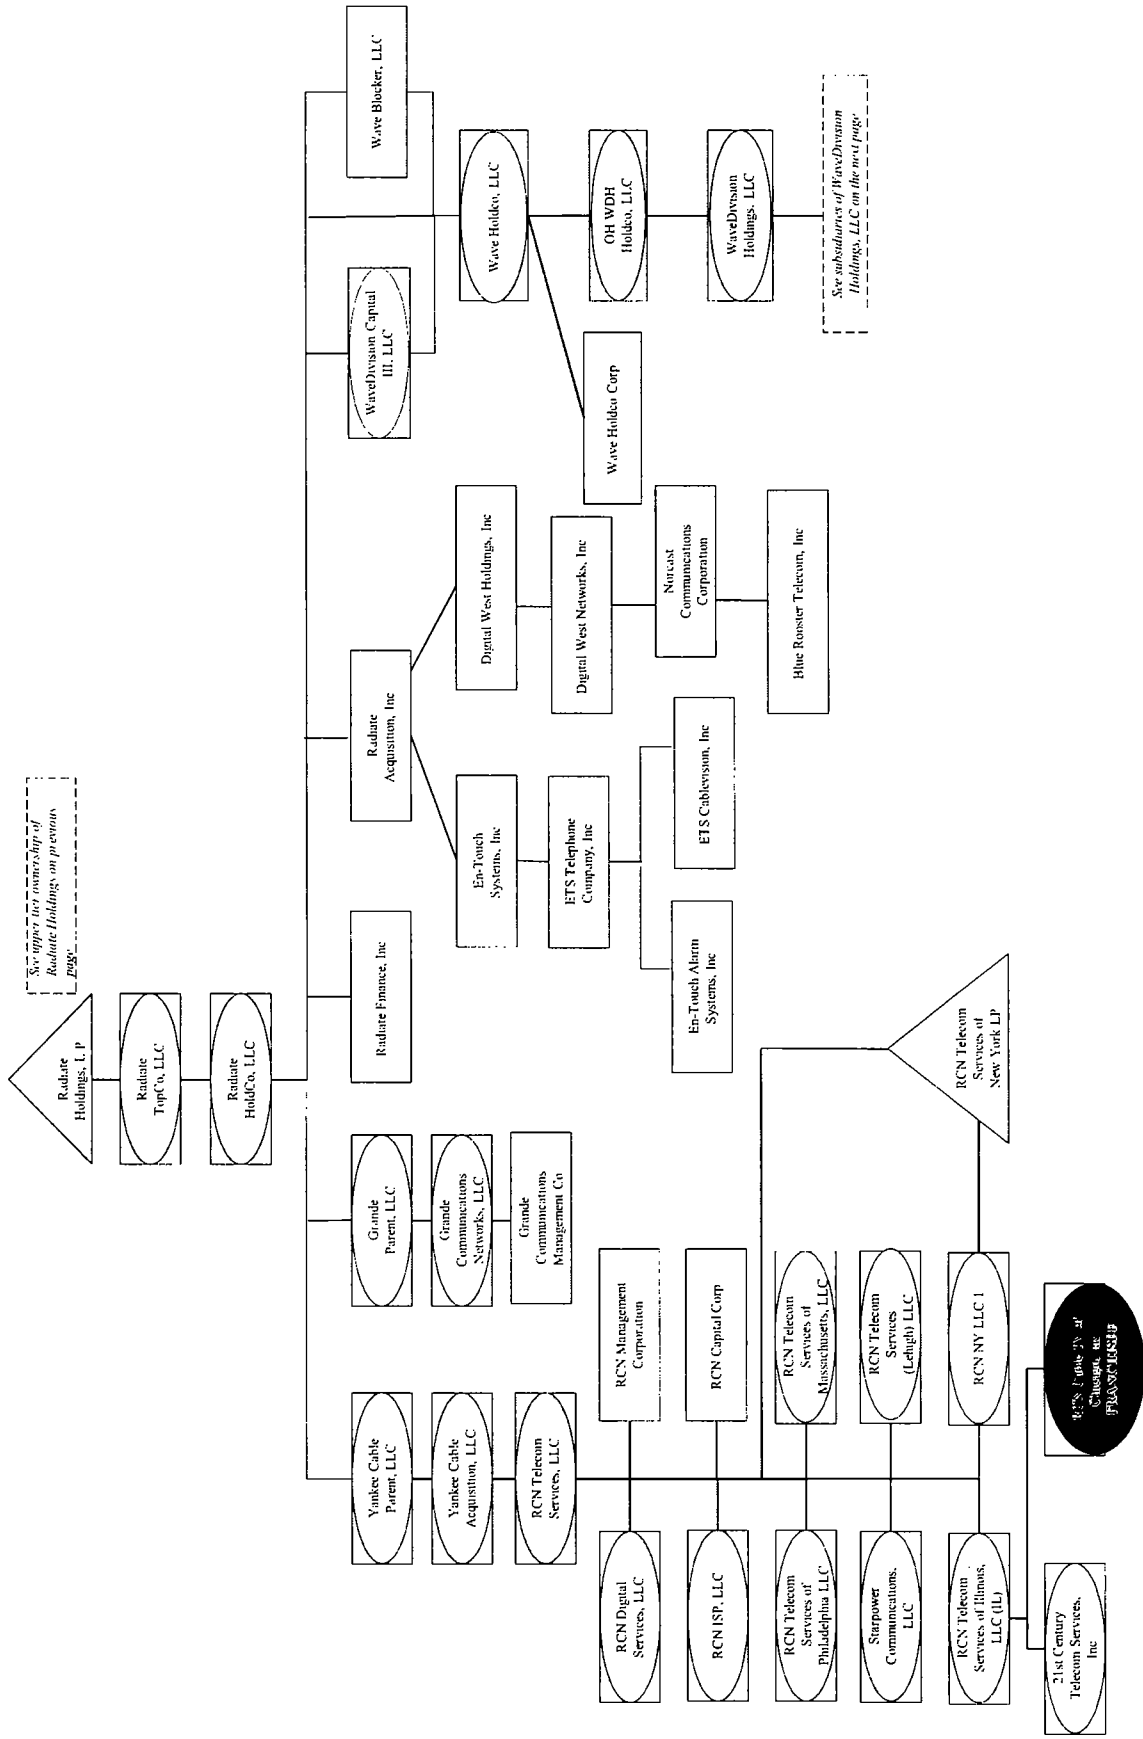 See upper tier ownership of
Radiate Holdings on previous
page
Radiate
Holdings, L P
Radiate
TopCo, LLC
Radiate
HoldCo, LLC
Yankee Cable
Parent, LLC
Yankee Cable
Acquisition, LLC
RCN Telecom
Services, LLC
Grande
Parent, LLC
Grande
Communications
Networks, LLC
Grande
Communications
Management Co
Radiate Finance, Inc
Radiate
Acquisition, Inc
En-Touch
Systems, Inc
ETS Telephone
Company, Inc
En-Touch Alarm
Systems, Inc
ETS Cablevision, Inc
Digital West Holdings, Inc
Digital West Networks, Inc
Norcast
Communications
Corporation
Blue Rooster Telecom, Inc
WaveDivision Capital
III, LLC
Wave Blocker, LLC
Wave Holdco, LLC
Wave Holdco Corp
OH WDH
Holdco, LLC
WaveDivision
Holdings, LLC
See subsidiaries of WaveDivision
Holdings, LLC on the next page
RCN Digital
Services, LLC
RCN Management
Corporation
RCN ISP, LLC
RCN Capital Corp
RCN Telecom
Services of
Philadelphia LLC
RCN Telecom
Services of
Massachusetts, LLC
Starpower
Communications,
LLC
RCN Telecom
Services
(Lehigh) LLC
RCN Telecom
Services of Illinois,
LLC (IL)
RCN NY LLC 1
RCN Telecom
Services of
New York LP
21st Century
Telecom Services,
Inc
Chicago,
FRANCHISEE